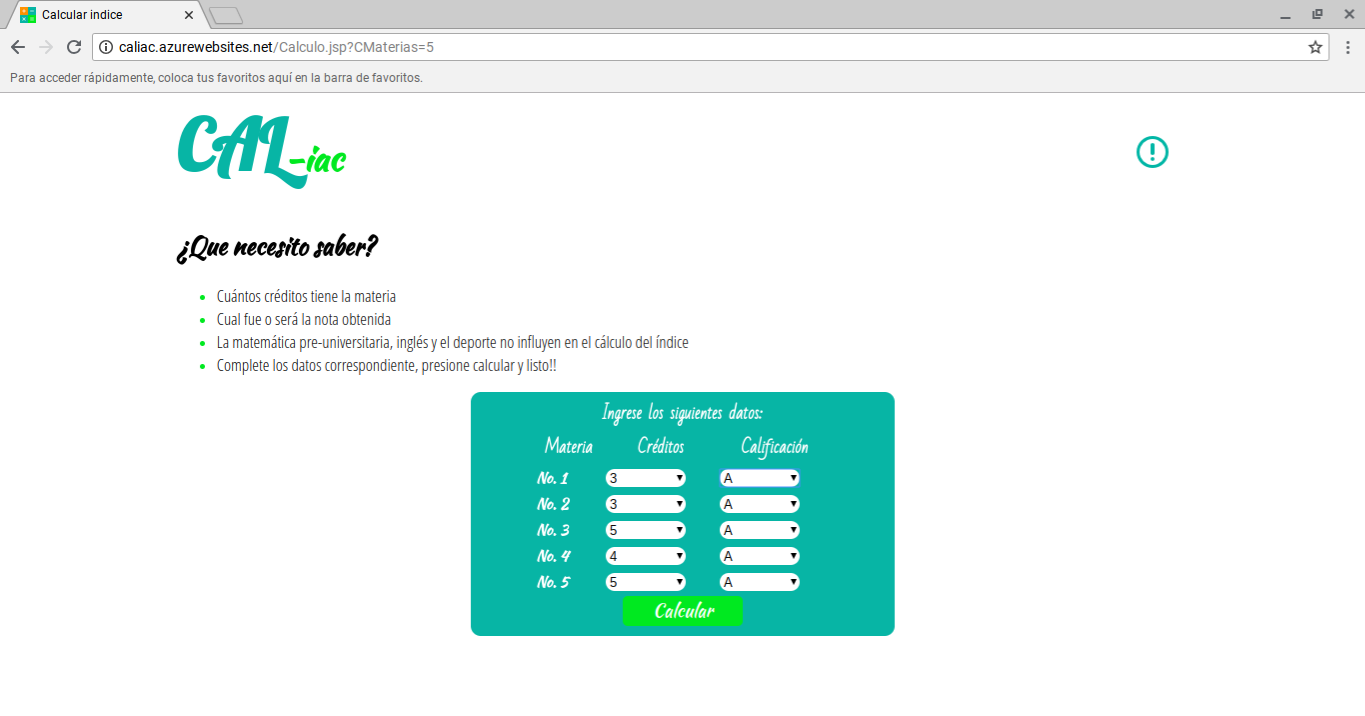 Calcular indice
caliac.azurewebsites.net/Calculo.jsp?CMaterias=5
Para acceder rápidamente, coloca tus favoritos aquí en la barra de favoritos.
CAL-iac
¿Que necesito saber?
Cuántos créditos tiene la materia
Cual fue o será la nota obtenida
La matemática pre-universitaria, inglés y el deporte no influyen en el cálculo del índice
Complete los datos correspondiente, presione calcular y listo!!
Ingrese los siguientes datos:
Materia Créditos Calificación
No. 1 3 A
No. 2 3 A
No. 3 5 A
No. 4 4 A
No. 5 5 A
Calcular